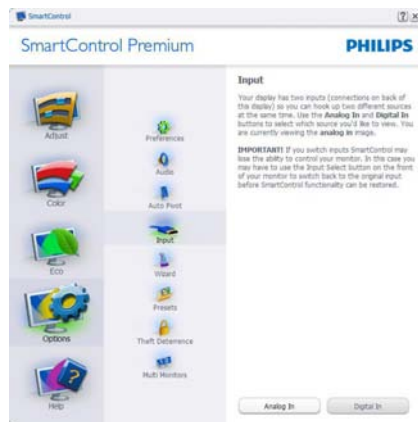 SmartControl
SmartControl Premium
PHILIPS
Adjust
Color
Eco
Options
Help
Preferences
Audio
Auto Pivot
Input
Wizard
Presets
Theft Deterrence
Multi Monitors
Input
Your display has two inputs (connections on back of
the display) so you can hook up two different sources
at the same time. Use the Analog In and Digital In
buttons to select which source you'd like to view. You
are currently viewing the analog in image.
IMPORTANT! If you switch inputs SmartControl may
lose the ability to control your monitor. In this case you
may have to use the Input Select button on the front
of your monitor to switch back to the original input
before SmartControl functionality can be restored.
Analog In
Digital In